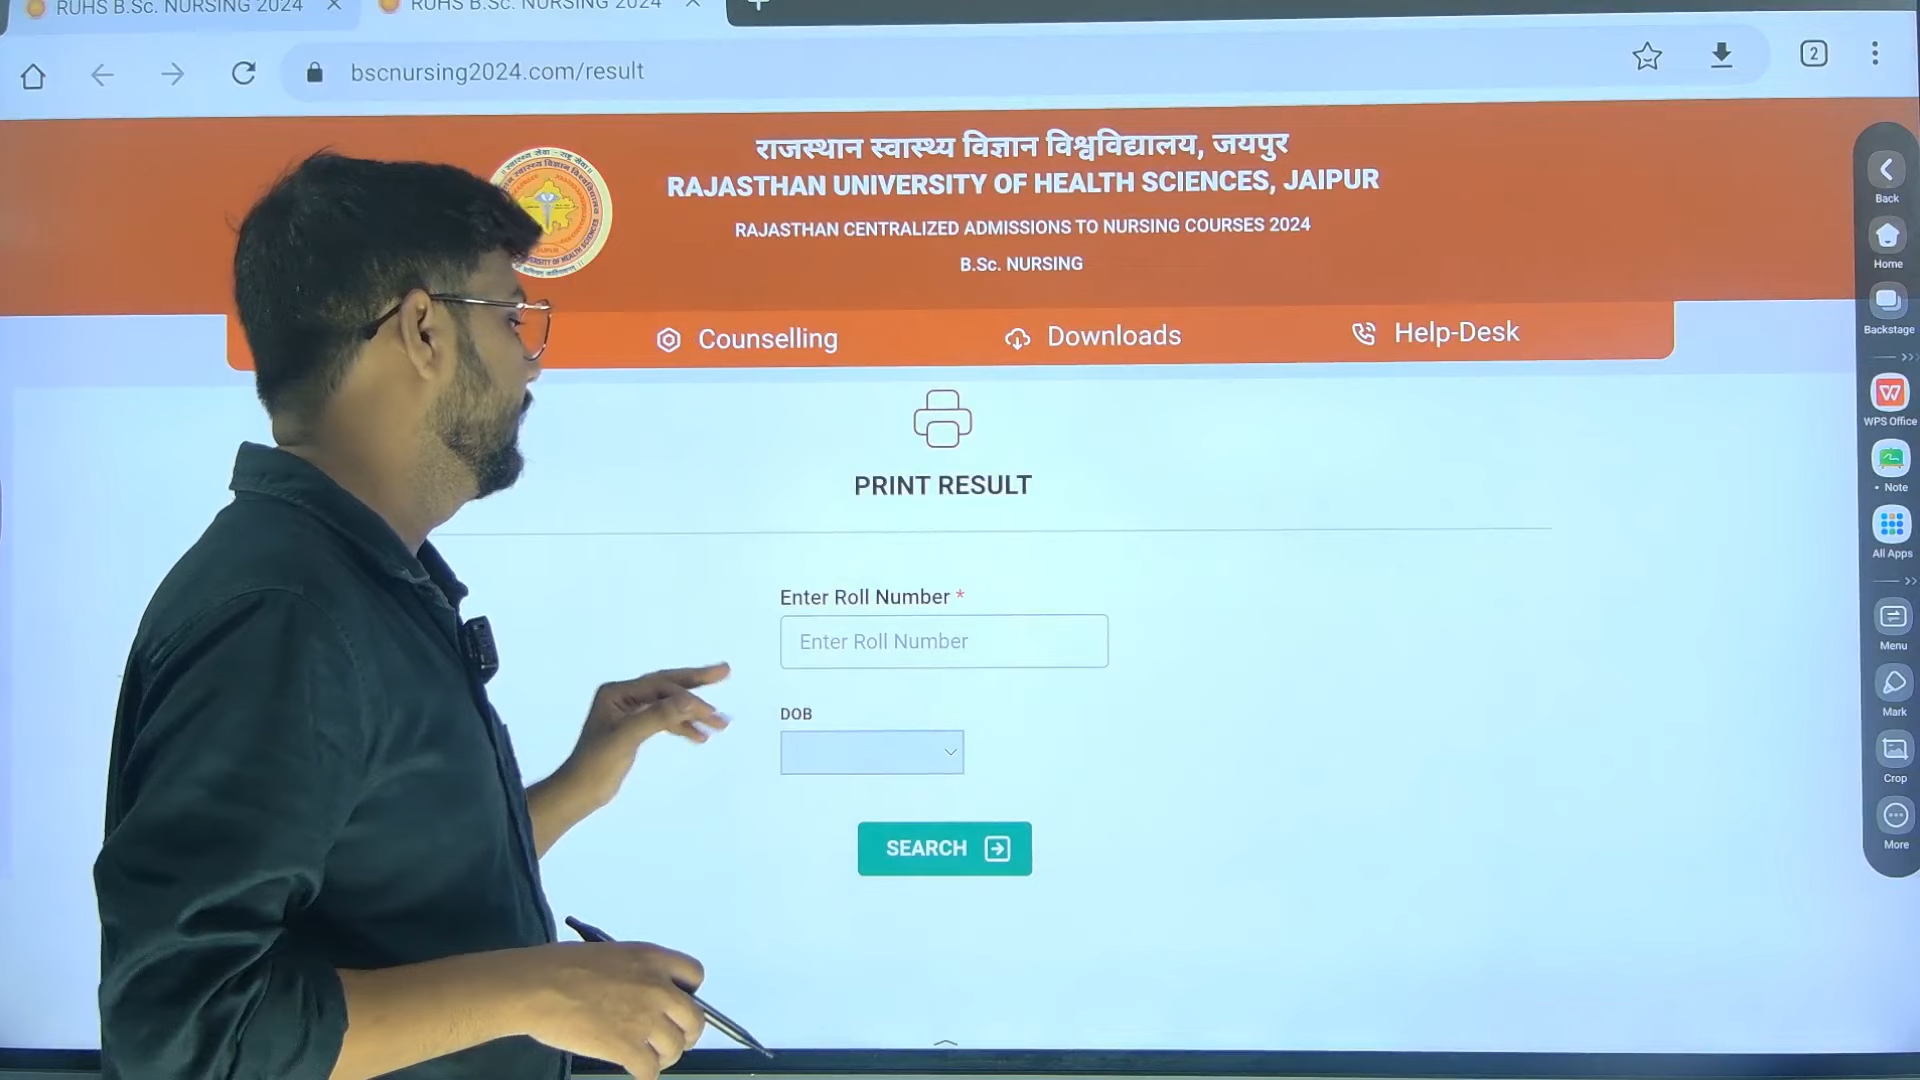 RUHS B.Sc. NURSING 2024
RUHS B.Sc. NURSING 2024
bscnursing2024.com/result
2
राजस्थान स्वास्थ्य विज्ञान विश्वविद्यालय, जयपुर
RAJASTHAN UNIVERSITY OF HEALTH SCIENCES, JAIPUR
RAJASTHAN CENTRALIZED ADMISSIONS TO NURSING COURSES 2024
B.Sc. NURSING
Counselling
Downloads
Help-Desk
PRINT RESULT
Enter Roll Number *
Enter Roll Number
DOB
SEARCH
Back
Home
Backstage
WPS Office
Note
All Apps
Menu
Mark
Crop
More